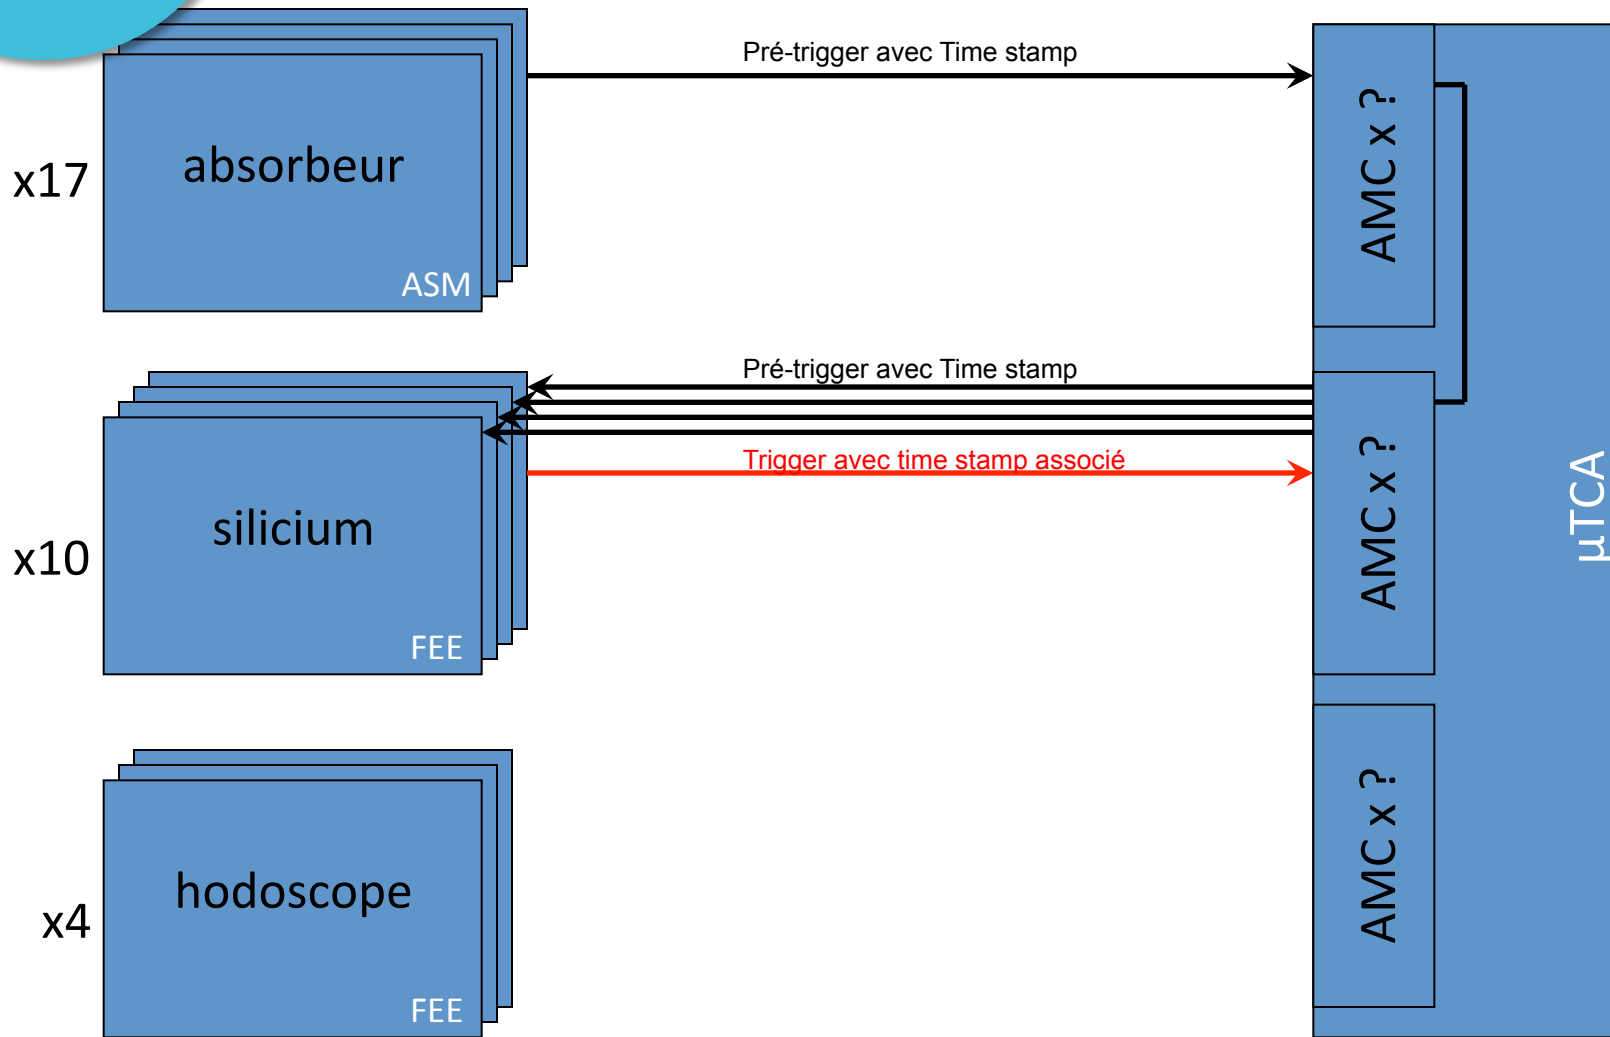 Pré-trigger avec Time stamp
x17
absorbeur
ASM
AMC x ?
Pré-trigger avec Time stamp
Trigger avec time stamp associé
x10
silicium
FEE
AMC x ?
µTCA
x4
hodoscope
FEE
AMC x ?